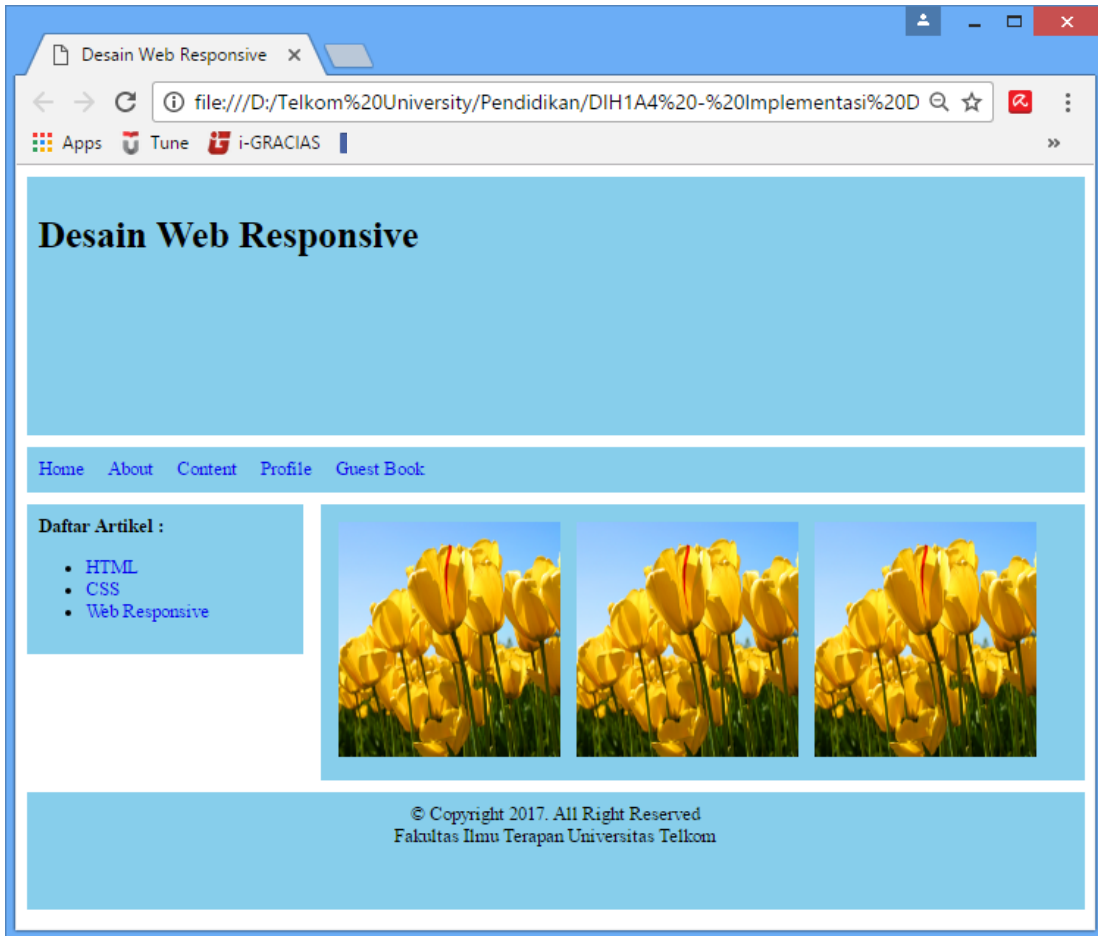 Desain Web Responsive
file:///D:/Telkom%20University/Pendidikan/DIH1A4%20-%20Implementasi%20D
Apps Tune i-GRACIAS
Desain Web Responsive
Home About Content Profile Guest Book
Daftar Artikel :
HTML
CSS
Web Responsive
© Copyright 2017. All Right Reserved
Fakultas Ilmu Terapan Universitas Telkom